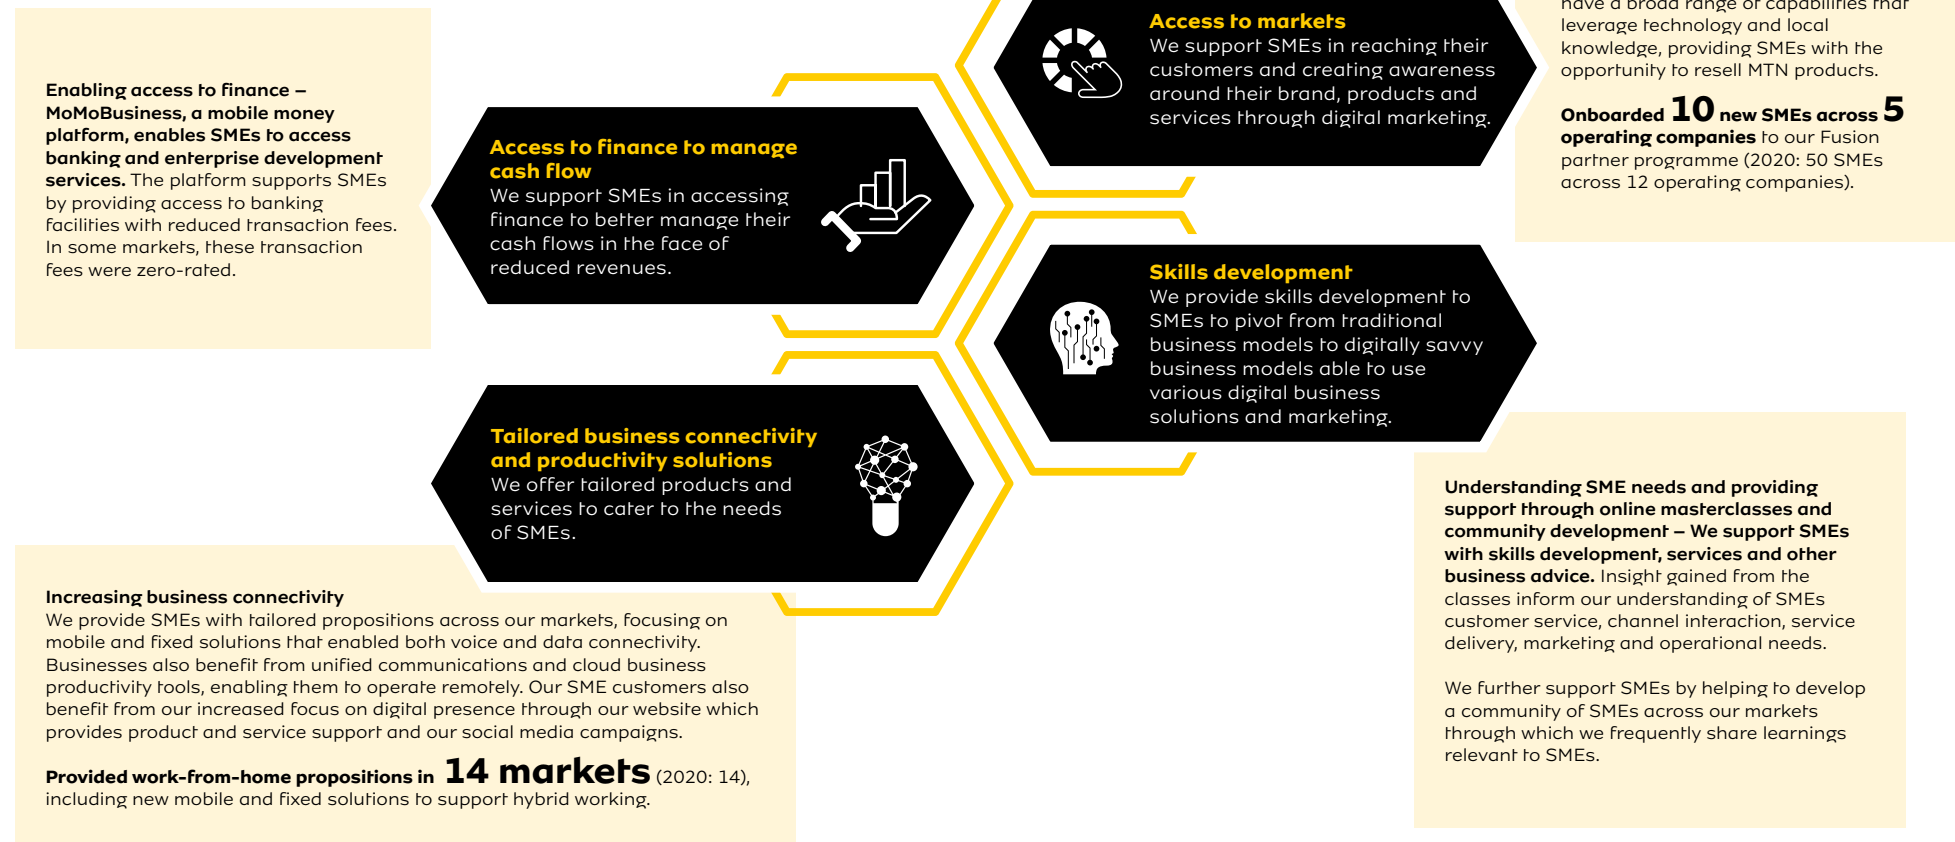 Enabling access to finance –
MoMoBusiness, a mobile money
platform, enables SMEs to access
banking and enterprise development
services. The platform supports SMEs
by providing access to banking
facilities with reduced transaction fees.
In some markets, these transaction
fees were zero-rated.
Access to finance to manage
cash flow
We support SMEs in accessing
finance to better manage their
cash flows in the face of
reduced revenues.
Access to markets
We support SMEs in reaching their
customers and creating awareness
around their brand, products and
services through digital marketing.
have a broad range of capabilities that
leverage technology and local
knowledge, providing SMEs with the
opportunity to resell MTN products.
Onboarded 10 new SMEs across 5
operating companies to our Fusion
partner programme (2020: 50 SMEs
across 12 operating companies).
Skills development
We provide skills development to
SMEs to pivot from traditional
business models to digitally savvy
business models able to use
various digital business
solutions and marketing.
Tailored business connectivity
and productivity solutions
We offer tailored products and
services to cater to the needs
of SMEs.
Increasing business connectivity
We provide SMEs with tailored propositions across our markets, focusing on
mobile and fixed solutions that enabled both voice and data connectivity.
Businesses also benefit from unified communications and cloud business
productivity tools, enabling them to operate remotely. Our SME customers also
benefit from our increased focus on digital presence through our website which
provides product and service support and our social media campaigns.
Provided work-from-home propositions in 14 markets (2020: 14),
including new mobile and fixed solutions to support hybrid working.
Understanding SME needs and providing
support through online masterclasses and
community development – We support SMEs
with skills development, services and other
business advice. Insight gained from the
classes inform our understanding of SMEs
customer service, channel interaction, service
delivery, marketing and operational needs.
We further support SMEs by helping to develop
a community of SMEs across our markets
through which we frequently share learnings
relevant to SMEs.